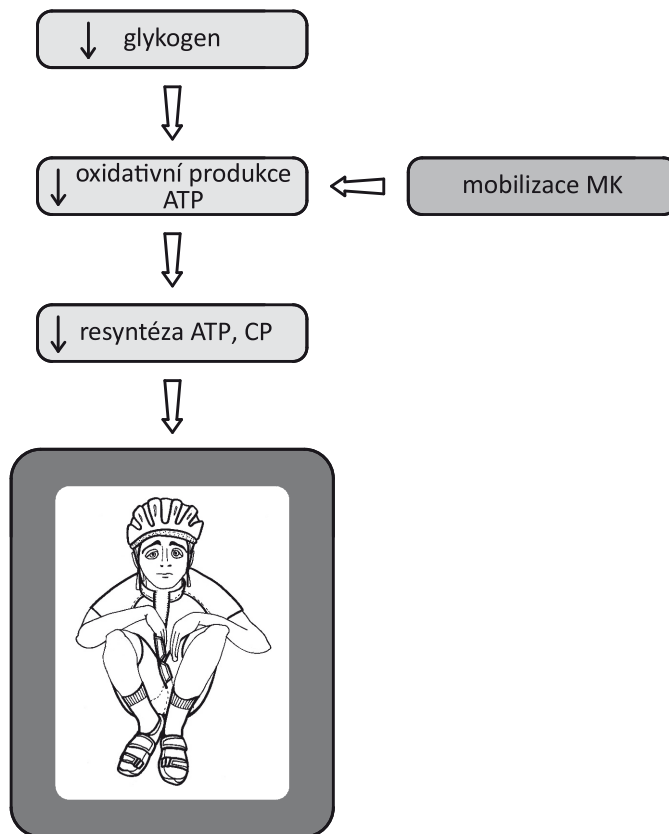 ↓ glykogen
↓ oxidativní produkce
ATP
mobilizace MK
↓ resyntéza ATP, CP